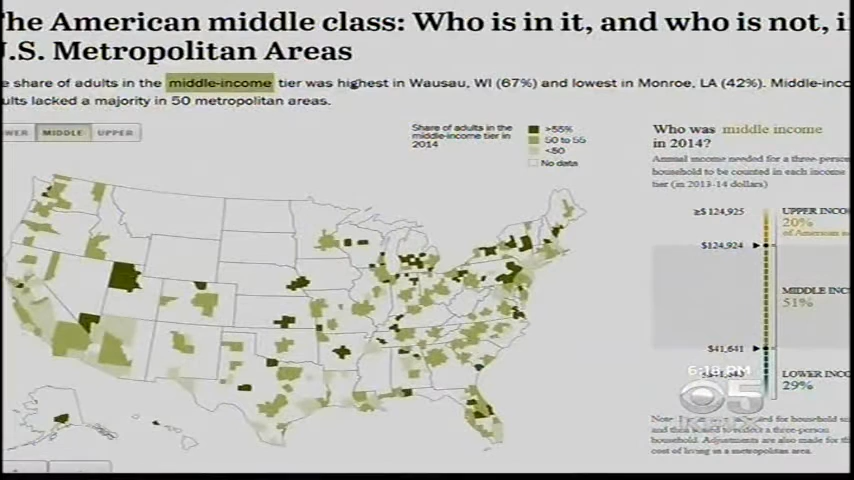 The American middle class: Who is in it, and who is not, i
U.S. Metropolitan Areas
e share of adults in the middle-income tier was highest in Wausau, WI (67%) and lowest in Monroe, LA (42%). Middle-inc
ults lacked a majority in 50 metropolitan areas.
WER MIDDLE UPPER
Share of adults in the
middle-income tier in
2014
>55%
50 to 55
<50
No data
Who was middle income
in 2014?
Annual income needed for a three-person
household to be counted in each income
tier (in 2013-14 dollars)
≥$ 124,925
UPPER INCO
20%
of American a
$124,924
MIDDLE INC
51%
$41,641
LOWER INCO
29%
6:18 PM
5
household
three-person
household. Adjustments are also made for the
cost of living in a metropolitan area.